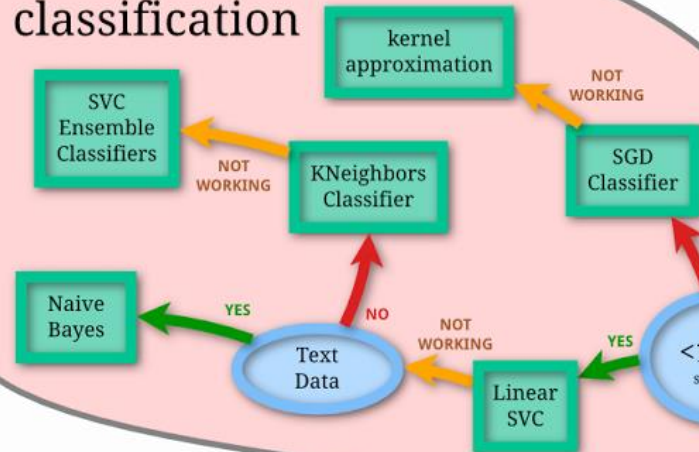 classification
kernel
approximation
NOT
WORKING
SVC
Ensemble
Classifiers
NOT
WORKING
KNeighbors
Classifier
SGD
Classifier
Naive
Bayes
YES
NO
Text
Data
NOT
WORKING
YES
Linear
SVC